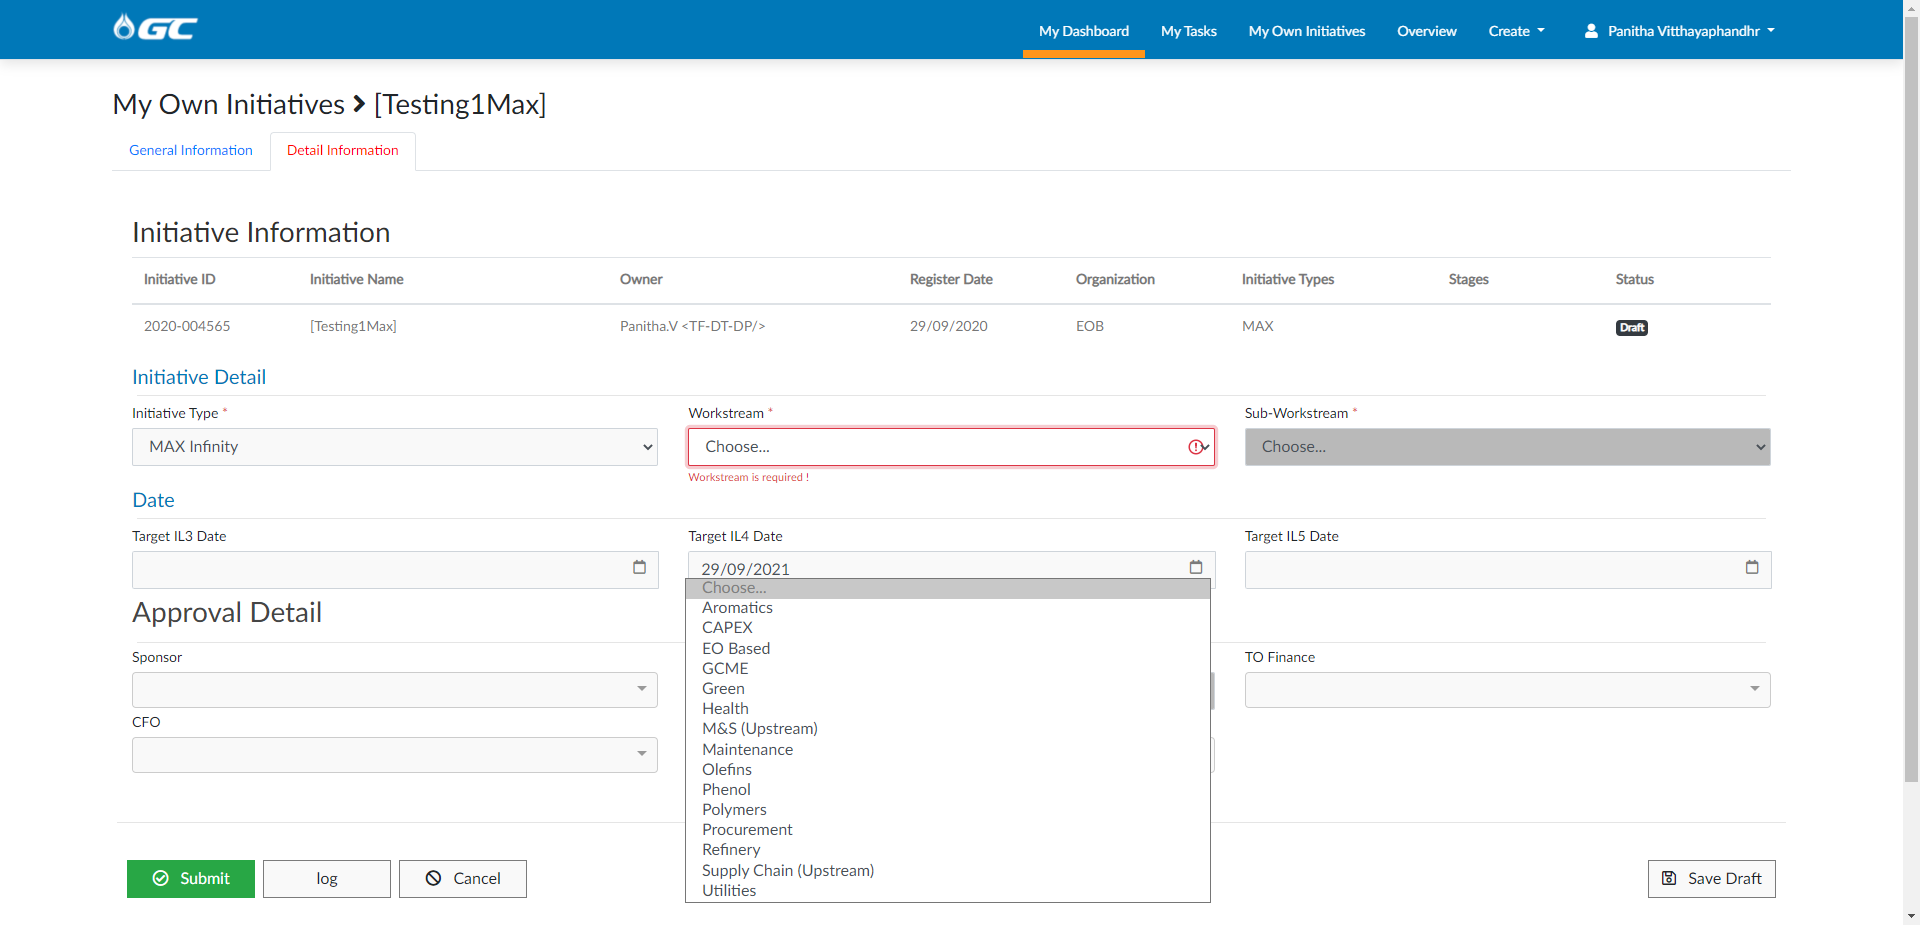 GC
My Dashboard My Tasks My Own Initiatives Overview Create Panitha Vitthayaphandhr
My Own Initiatives > [Testing1Max]
General Information Detail Information
Initiative Information
Initiative ID Initiative Name Owner Register Date Organization Initiative Types Stages Status
2020-004565 [Testing1Max] Panitha.V <TF-DT-DP/> 29/09/2020 EOB MAX Draft
Initiative Detail
Initiative Type * Workstream * Sub-Workstream *
MAX Infinity Choose... Choose...
Workstream is required !
Date
Target IL3 Date Target IL4 Date Target IL5 Date
29/09/2021
Choose...
Aromatics
CAPEX
EO Based
GCME
Green
Health
M&S (Upstream)
Maintenance
Olefins
Phenol
Polymers
Procurement
Refinery
Supply Chain (Upstream)
Utilities
Approval Detail
Sponsor TO Finance
CFO
Submit log Cancel Save Draft